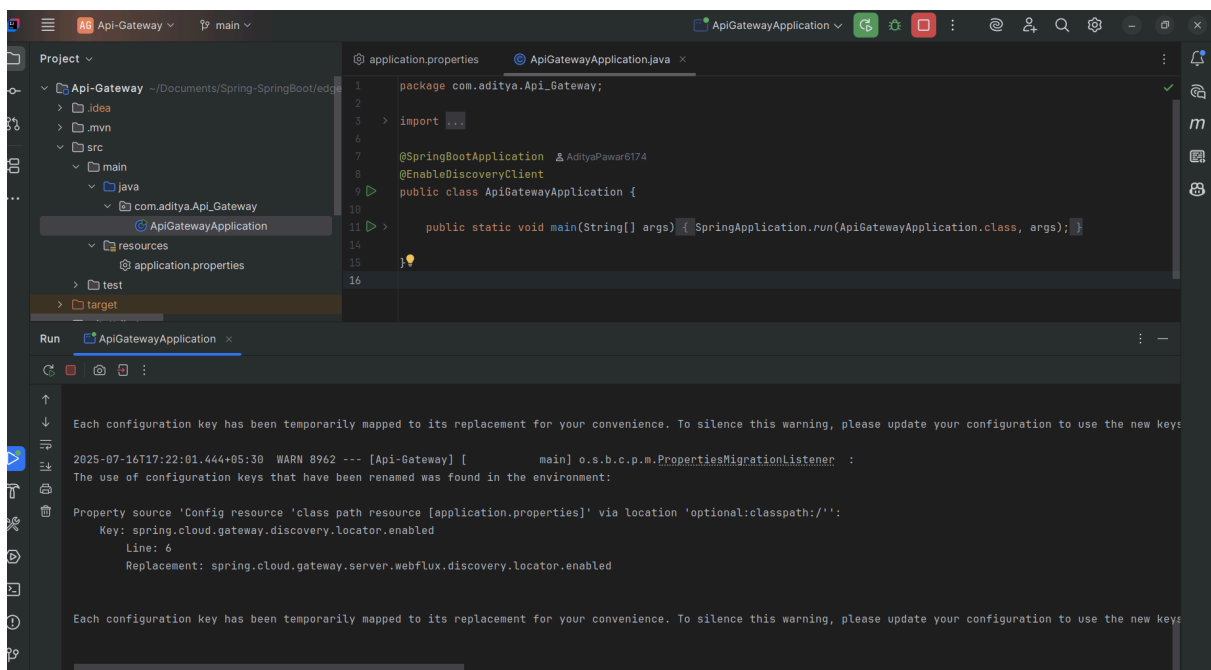 AG Api-Gateway main ApiGatewayApplication
Project
application.properties ApiGatewayApplication.java
Api-Gateway ~/Documents/Spring-SpringBoot/edge
.idea
.mvn
src
main
java
com.aditya.Api_Gateway
ApiGatewayApplication
resources
application.properties
test
target
1 package com.aditya.Api_Gateway;
2
3 import ...
6
7 @SpringBootApplication AdityaPawar6174
8 @EnableDiscoveryClient
9 public class ApiGatewayApplication {
10
11 public static void main(String[] args) { SpringApplication.run(ApiGatewayApplication.class, args); }
14
15 }
16
Run ApiGatewayApplication
Each configuration key has been temporarily mapped to its replacement for your convenience. To silence this warning, please update your configuration to use the new keys
2025-07-16T17:22:01.444+05:30 WARN 8962 --- [Api-Gateway] [ main] o.s.b.c.p.m.PropertiesMigrationListener :
The use of configuration keys that have been renamed was found in the environment:
Property source 'Config resource 'class path resource [application.properties]' via location 'optional:classpath:/'':
Key: spring.cloud.gateway.discovery.locator.enabled
Line: 6
Replacement: spring.cloud.gateway.server.webflux.discovery.locator.enabled
Each configuration key has been temporarily mapped to its replacement for your convenience. To silence this warning, please update your configuration to use the new keys